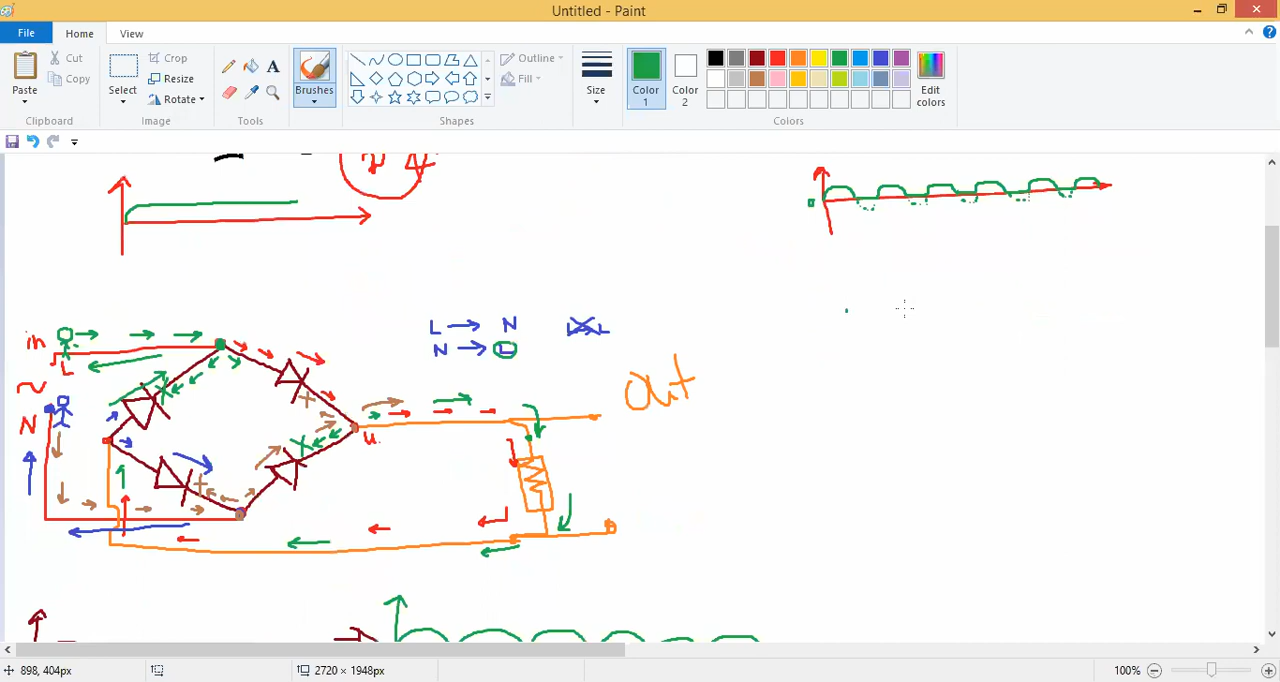 Untitled - Paint
File Home View
Paste Cut Copy
Clipboard
Select Crop Resize Rotate
Image
Tools
Brushes
Outline Fill
Shapes
Size
Color 1
Color 2
Edit colors
Colors
in
L
~
N
L → N
N → L
out
898, 404px
2720 × 1948px
100%